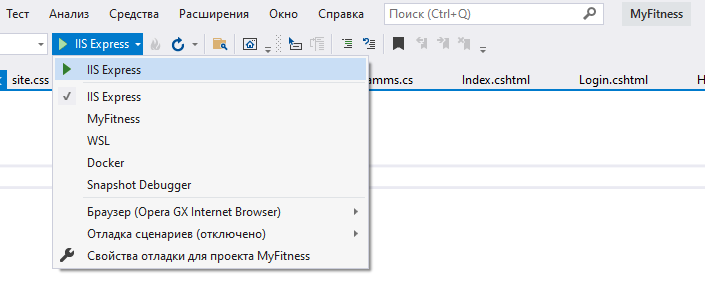 Тест Анализ Средства Расширения Окно Справка Поиск (Ctrl+Q) MyFitness
IIS Express
site.css amms.cs Index.cshtml Login.cshtml H
IIS Express
IIS Express
MyFitness
WSL
Docker
Snapshot Debugger
Браузер (Opera GX Internet Browser)
Отладка сценариев (отключено)
Свойства отладки для проекта MyFitness